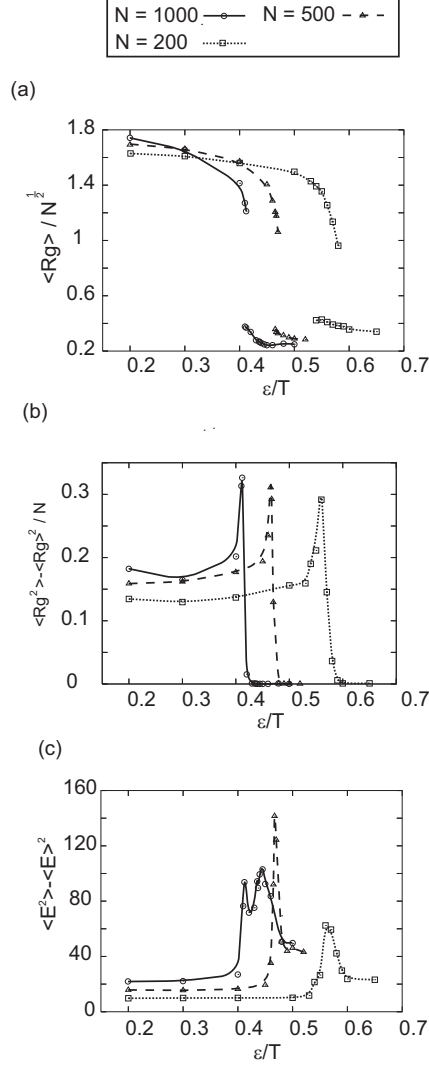 N = 1000 N = 500
N = 200
(a)
1.8
1.4
1
0.6
0.2
<Rg> / N^½
0.2 0.3 0.4 0.5 0.6 0.7
ε/T
(b)
0.3
0.2
0.1
0
<Rg²>-<Rg>² / N
0.2 0.3 0.4 0.5 0.6 0.7
ε/T
(c)
160
120
80
40
0
<E²>-<E>²
0.2 0.3 0.4 0.5 0.6 0.7
ε/T